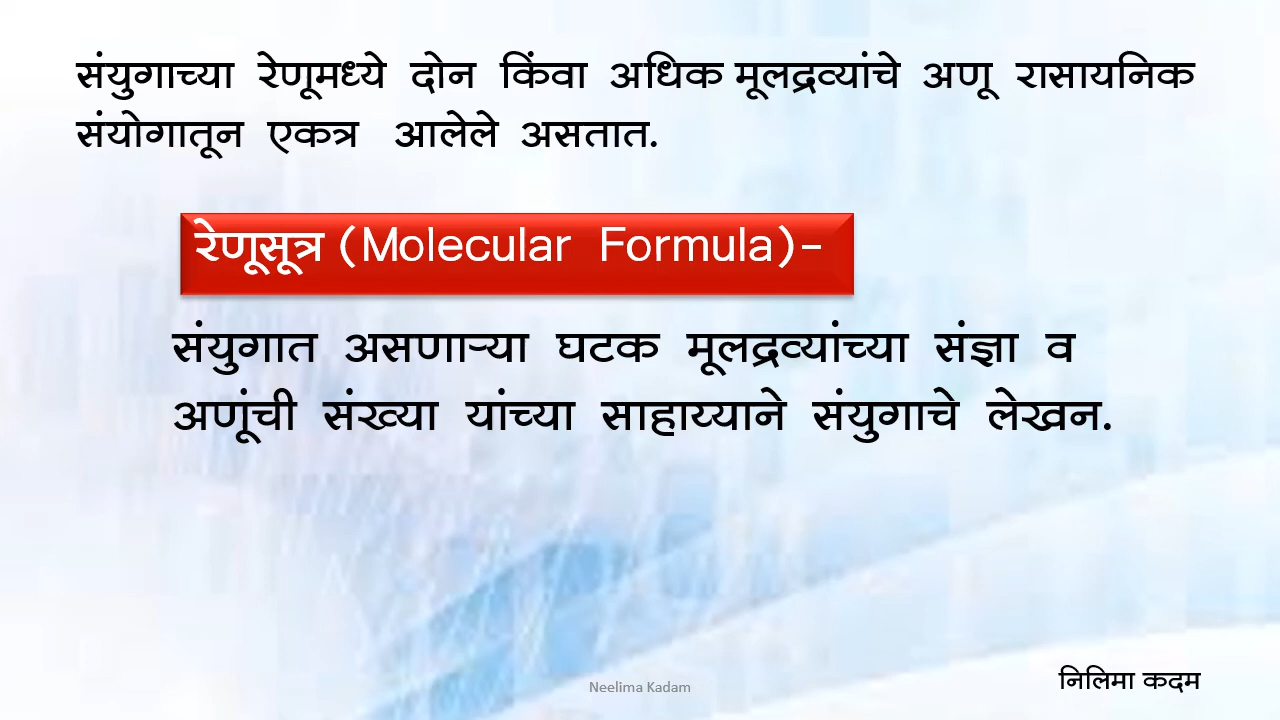 संयुगाच्या रेणूमध्ये दोन किंवा अधिक मूलद्रव्यांचे अणू रासायनिक
संयोगातून एकत्र आलेले असतात.
रेणूसूत्र (Molecular Formula)-
संयुगात असणाऱ्या घटक मूलद्रव्यांच्या संज्ञा व
अणूंची संख्या यांच्या साहाय्याने संयुगाचे लेखन.
Neelima Kadam
निलिमा कदम